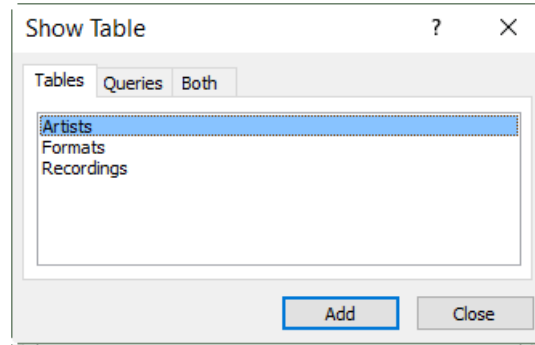 Show Table ?
Tables Queries Both
Artists
Formats
Recordings
Add Close